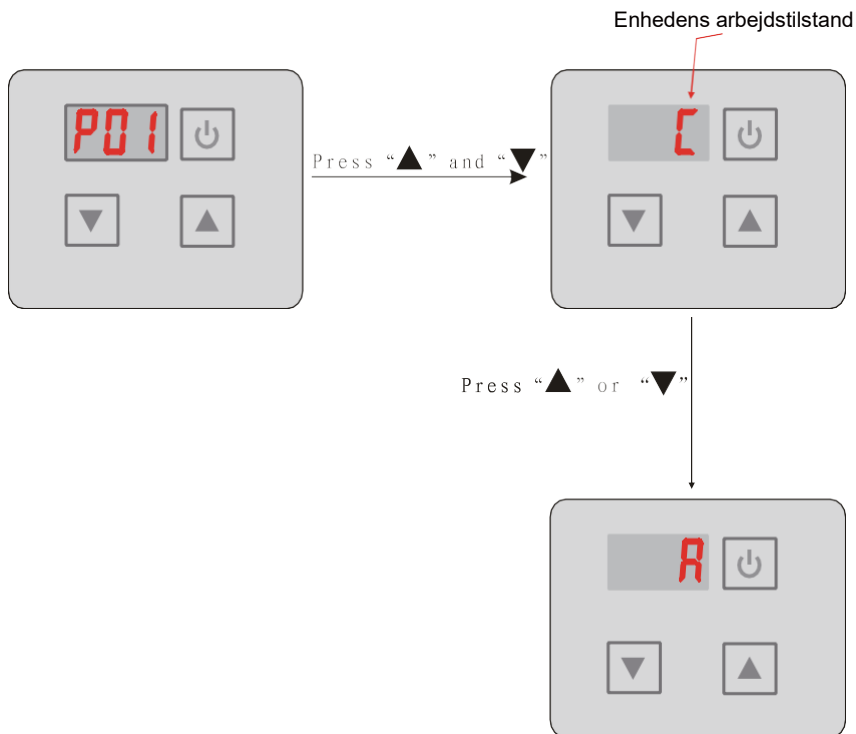 Enhedens arbejdstilstand
P01
C
Press “▲” and “▼”
Press “▲” or “▼”
A